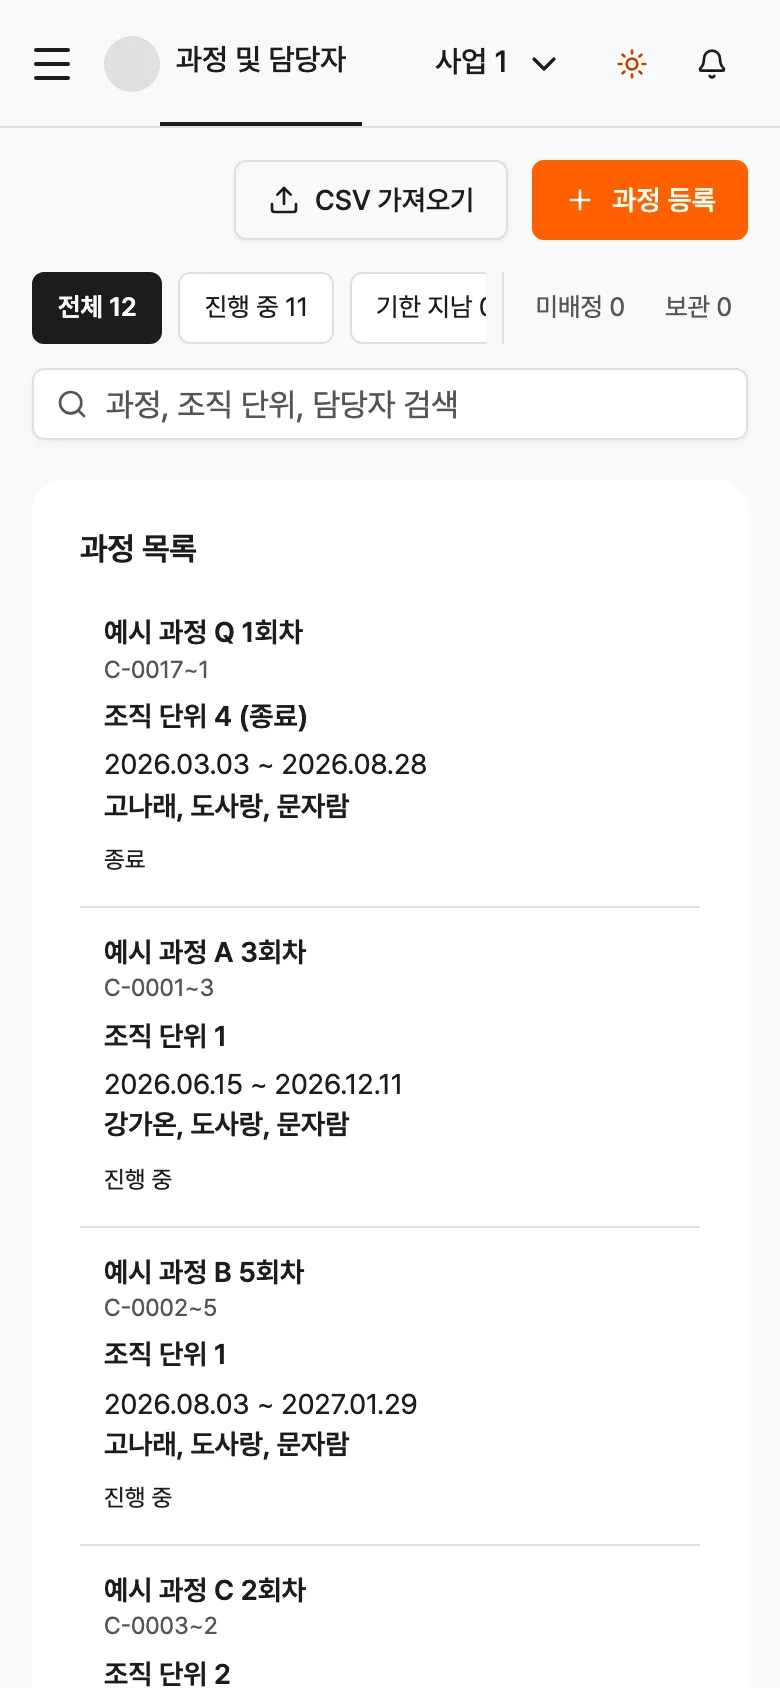 과정 및 담당자
사업 1
CSV 가져오기
+ 과정 등록
전체 12
진행 중 11
기한 지남
미배정 0
보관 0
과정, 조직 단위, 담당자 검색
과정 목록
예시 과정 Q 1회차
C-0017~1
조직 단위 4 (종료)
2026.03.03 ~ 2026.08.28
고나래, 도사랑, 문자람
종료
예시 과정 A 3회차
C-0001~3
조직 단위 1
2026.06.15 ~ 2026.12.11
강가온, 도사랑, 문자람
진행 중
예시 과정 B 5회차
C-0002~5
조직 단위 1
2026.08.03 ~ 2027.01.29
고나래, 도사랑, 문자람
진행 중
예시 과정 C 2회차
C-0003~2
조직 단위 2